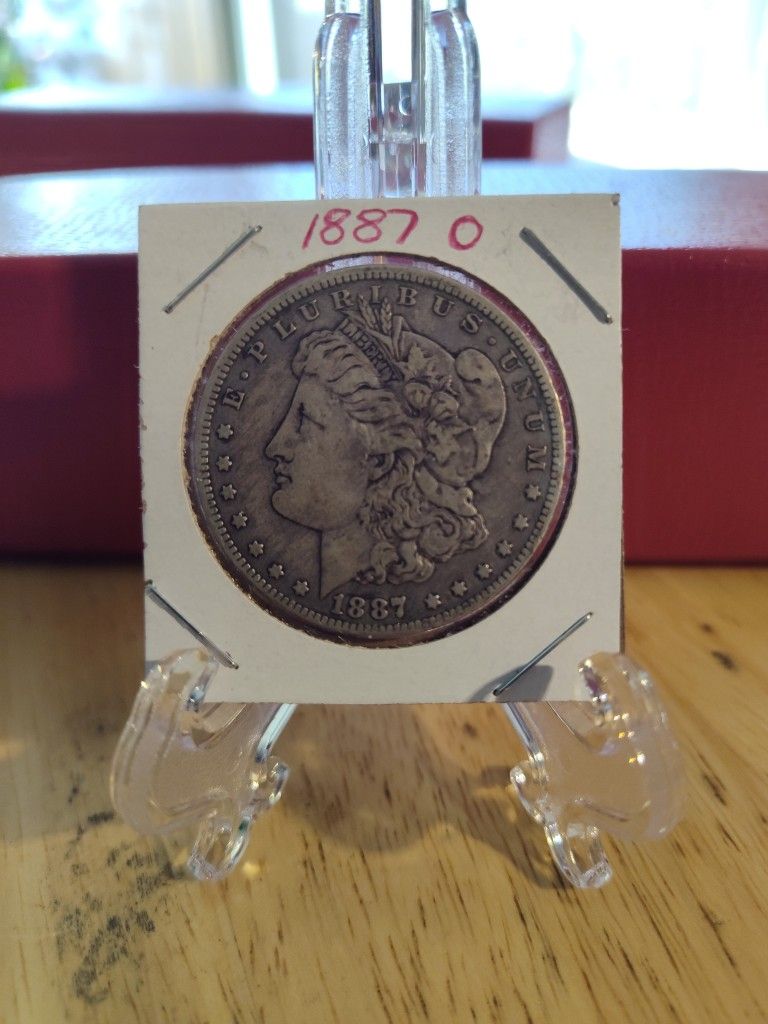 1887 O
E · PLURIBUS · UNUM
LIBERTY
1887